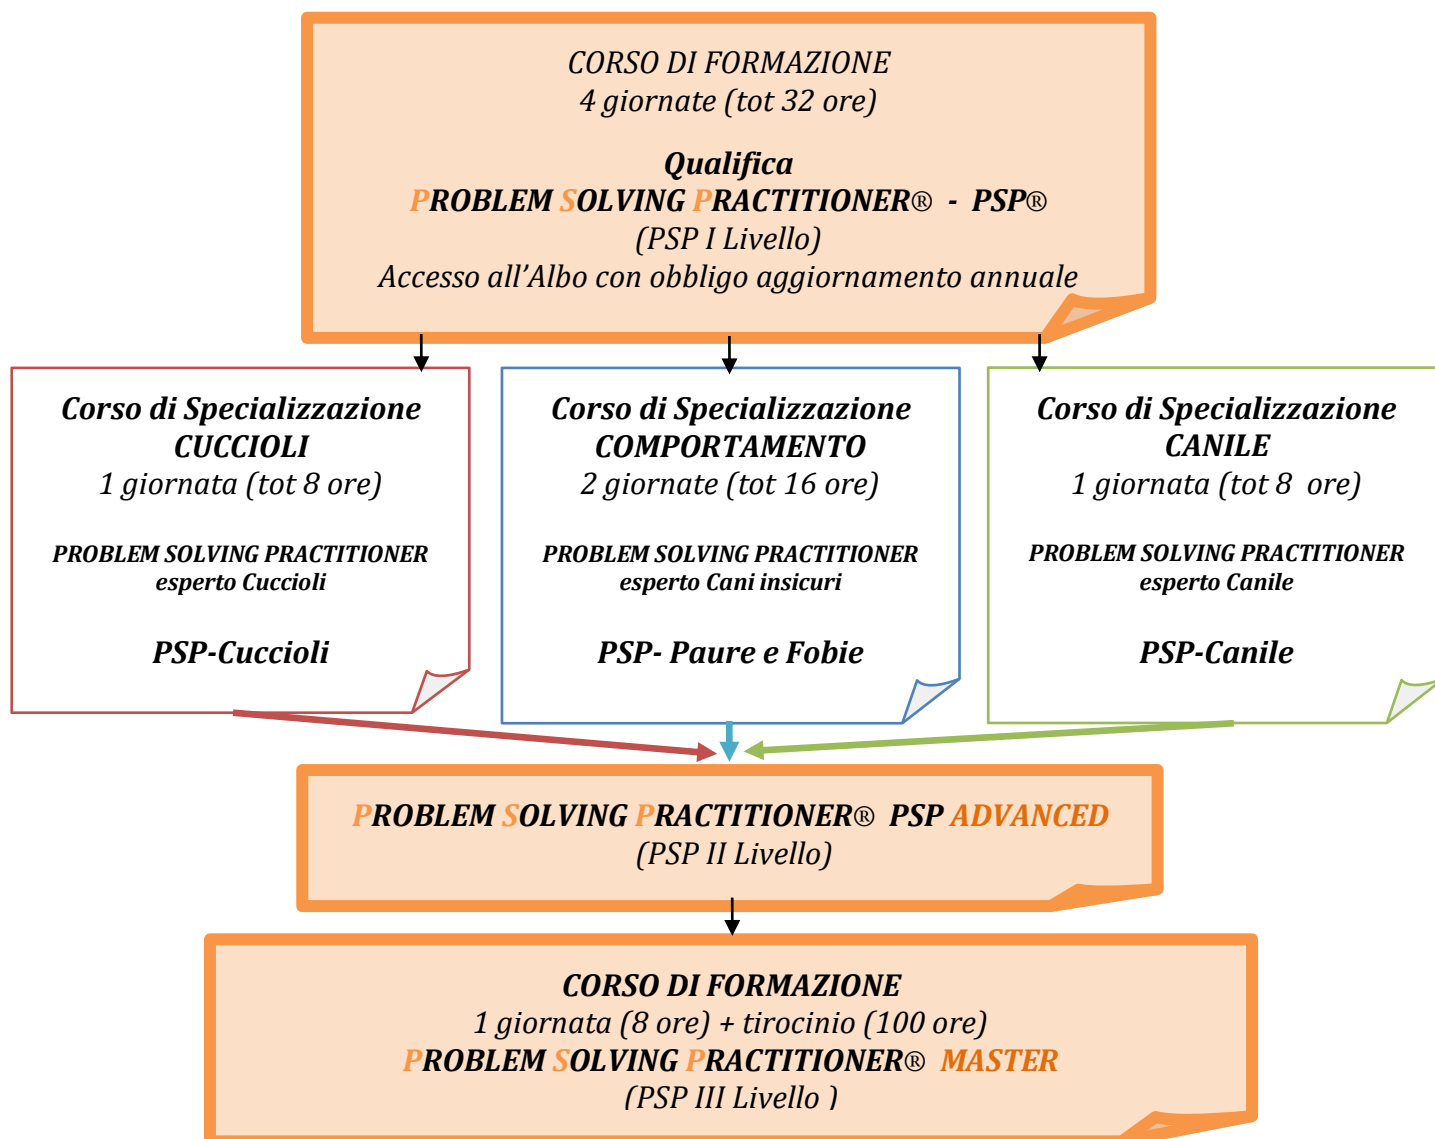 CORSO DI FORMAZIONE
4 giornate (tot 32 ore)
Qualifica
PROBLEM SOLVING PRACTITIONER® - PSP®
(PSP I Livello)
Accesso all’Albo con obbligo aggiornamento annuale
Corso di Specializzazione
CUCCIOLI
1 giornata (tot 8 ore)
PROBLEM SOLVING PRACTITIONER
esperto Cuccioli
PSP-Cuccioli
Corso di Specializzazione
COMPORTAMENTO
2 giornate (tot 16 ore)
PROBLEM SOLVING PRACTITIONER
esperto Cani insicuri
PSP- Paure e Fobie
Corso di Specializzazione
CANILE
1 giornata (tot 8 ore)
PROBLEM SOLVING PRACTITIONER
esperto Canile
PSP-Canile
PROBLEM SOLVING PRACTITIONER® PSP ADVANCED
(PSP II Livello)
CORSO DI FORMAZIONE
1 giornata (8 ore) + tirocinio (100 ore)
PROBLEM SOLVING PRACTITIONER® MASTER
(PSP III Livello )